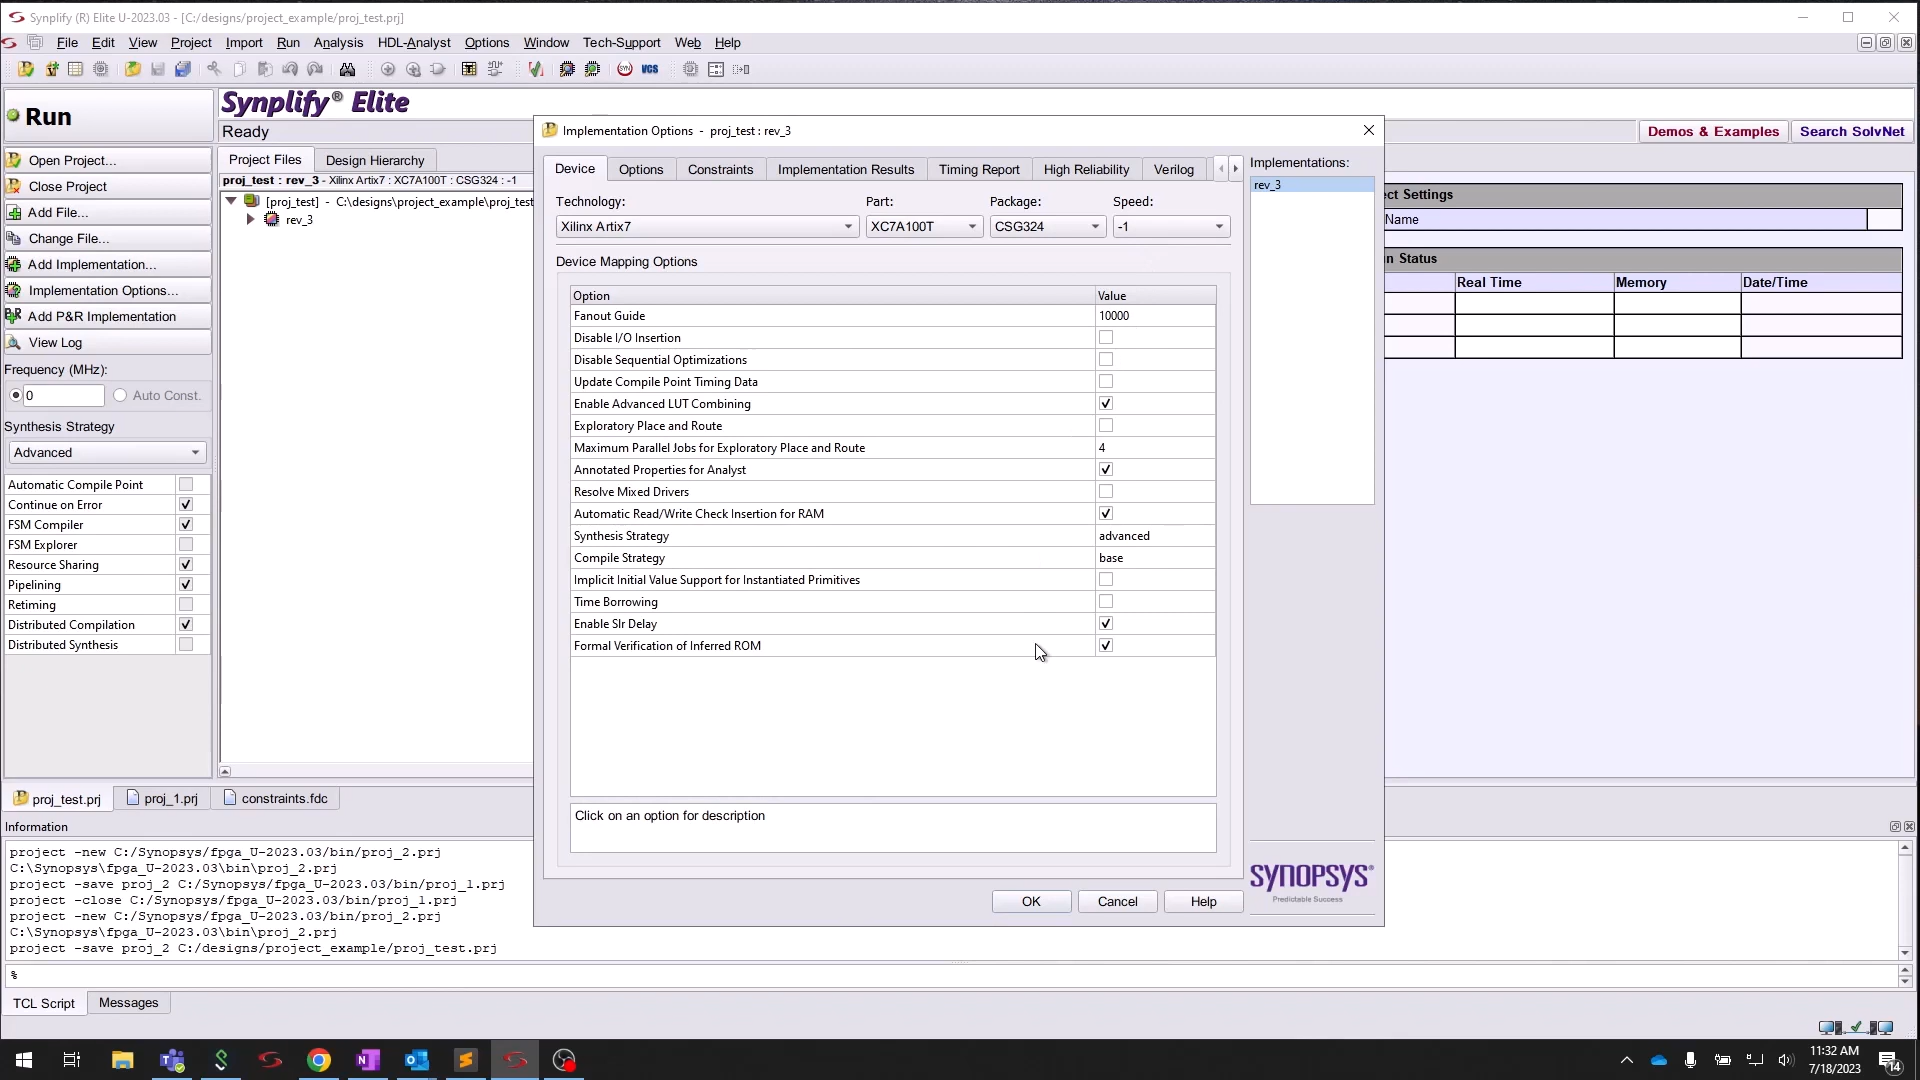 Synplify (R) Elite U-2023.03 - [C:/designs/project_example/proj_test.prj]
File Edit View Project Import Run Analysis HDL-Analyst Options Window Tech-Support Web Help
SYN VCS
Run
Synplify® Elite
Ready
Demos & Examples
Search SolvNet
Open Project...
Close Project
Add File...
Change File...
Add Implementation...
Implementation Options...
Add P&R Implementation
View Log
Frequency (MHz):
0
Auto Const.
Synthesis Strategy
Advanced
Automatic Compile Point
Continue on Error
FSM Compiler
FSM Explorer
Resource Sharing
Pipelining
Retiming
Distributed Compilation
Distributed Synthesis
Project Files
Design Hierarchy
proj_test : rev_3 - Xilinx Artix7 : XC7A100T : CSG324 : -1
[proj_test] - C:\designs\project_example\proj_test
rev_3
Implementation Options - proj_test : rev_3
Device Options Constraints Implementation Results Timing Report High Reliability Verilog
Technology: Part: Package: Speed:
Xilinx Artix7 XC7A100T CSG324 -1
Device Mapping Options
Option Value
Fanout Guide 10000
Disable I/O Insertion
Disable Sequential Optimizations
Update Compile Point Timing Data
Enable Advanced LUT Combining
Exploratory Place and Route
Maximum Parallel Jobs for Exploratory Place and Route 4
Annotated Properties for Analyst
Resolve Mixed Drivers
Automatic Read/Write Check Insertion for RAM
Synthesis Strategy advanced
Compile Strategy base
Implicit Initial Value Support for Instantiated Primitives
Time Borrowing
Enable Slr Delay
Formal Verification of Inferred ROM
Click on an option for description
OK Cancel Help
Implementations:
rev_3
SYNOPSYS®
Predictable Success
ct Settings
Name
n Status
Real Time Memory Date/Time
proj_test.prj proj_1.prj constraints.fdc
Information
project -new C:/Synopsys/fpga_U-2023.03/bin/proj_2.prj
C:\Synopsys\fpga_U-2023.03\bin\proj_2.prj
project -save proj_2 C:/Synopsys/fpga_U-2023.03/bin/proj_1.prj
project -close C:/Synopsys/fpga_U-2023.03/bin/proj_1.prj
project -new C:/Synopsys/fpga_U-2023.03/bin/proj_2.prj
C:\Synopsys\fpga_U-2023.03\bin\proj_2.prj
project -save proj_2 C:/designs/project_example/proj_test.prj
%
TCL Script Messages
11:32 AM
7/18/2023
14